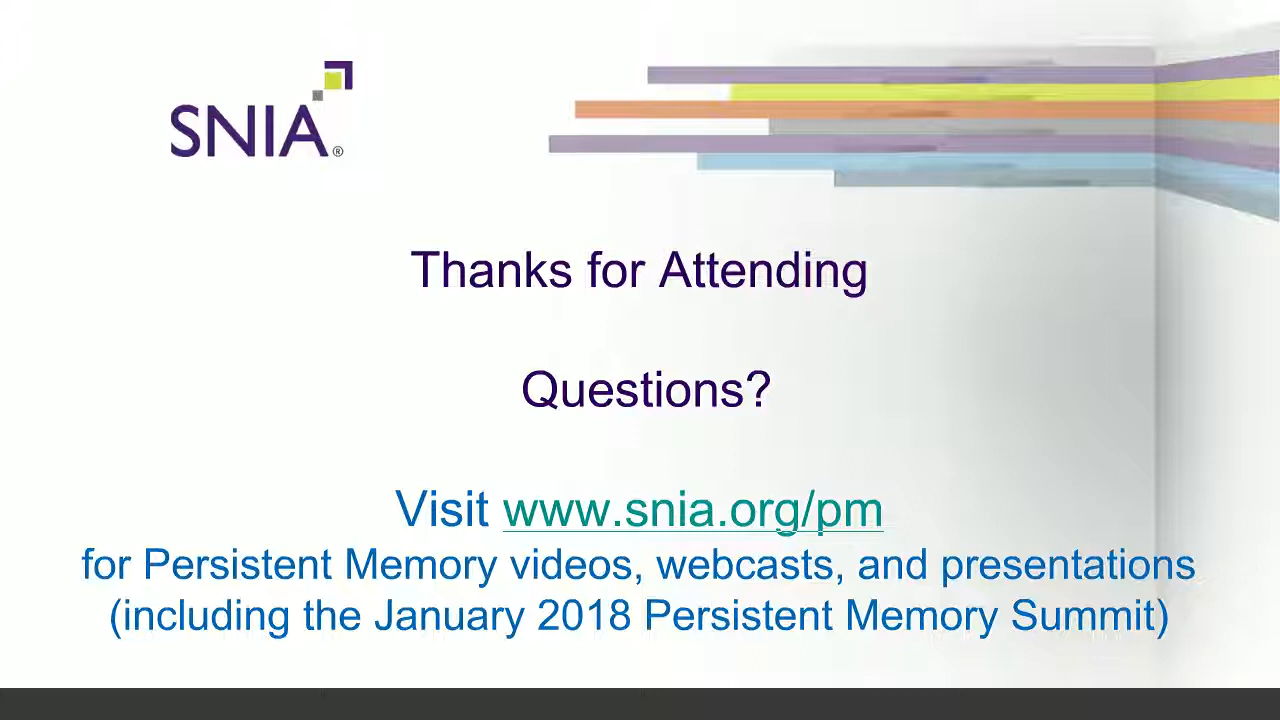 SNIA®
Thanks for Attending
Questions?
Visit www.snia.org/pm
for Persistent Memory videos, webcasts, and presentations
(including the January 2018 Persistent Memory Summit)